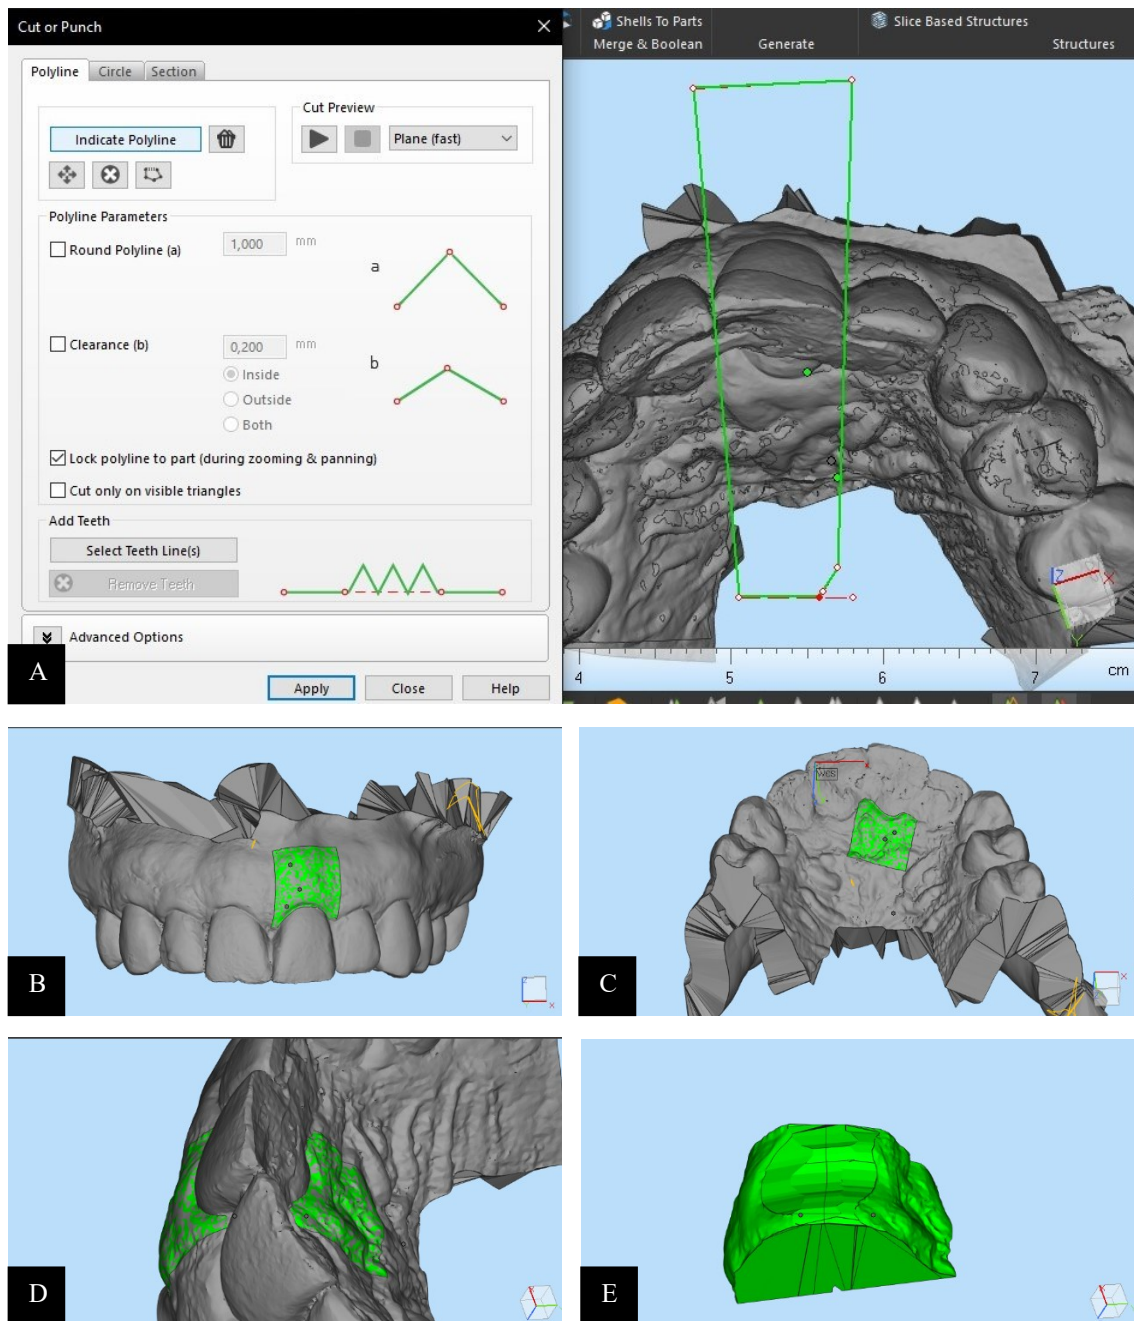 Cut or Punch
Polyline
Circle
Section
Indicate Polyline
Cut Preview
Plane (fast)
Polyline Parameters
Round Polyline (a)
1,000
mm
a
Clearance (b)
0,200
mm
b
Inside
Outside
Both
Lock polyline to part (during zooming & panning)
Cut only on visible triangles
Add Teeth
Select Teeth Line(s)
Remove Teeth
Advanced Options
Apply
Close
Help
A
Shells To Parts
Slice Based Structures
Merge & Boolean
Generate
Structures
Z
X
Y
4
5
6
7
cm
B
Z
X
C
WCS
X
D
E